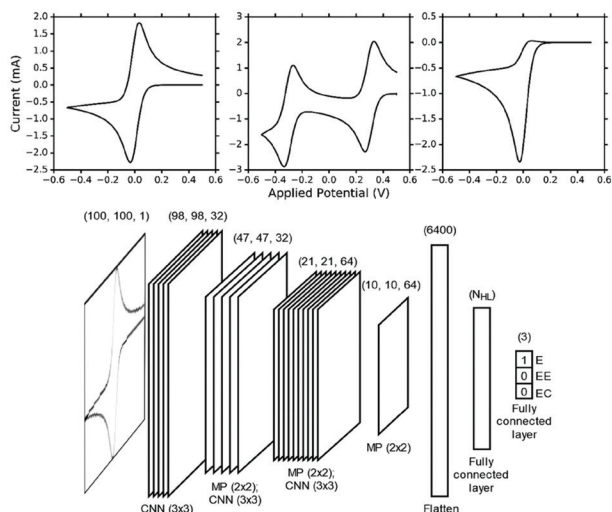 2.0
1.5
1.0
0.5
0.0
−0.5
−1.0
−1.5
−2.0
−2.5
Current (mA)
−0.6 −0.4 −0.2 0.0 0.2 0.4 0.6
3
2
1
0
−1
−2
−3
−0.6 −0.4 −0.2 0.0 0.2 0.4 0.6
Applied Potential (V)
0.5
0.0
−0.5
−1.0
−1.5
−2.0
−2.5
−0.6 −0.4 −0.2 0.0 0.2 0.4 0.6
(100, 100, 1)
(98, 98, 32)
(47, 47, 32)
(21, 21, 64)
(10, 10, 64)
(6400)
(NHL)
(3)
1 E
0 EE
0 EC
Fully
connected
layer
Fully
connected
layer
MP (2x2)
MP (2x2);
CNN (3x3)
MP (2x2);
CNN (3x3)
CNN (3x3)
Flatten